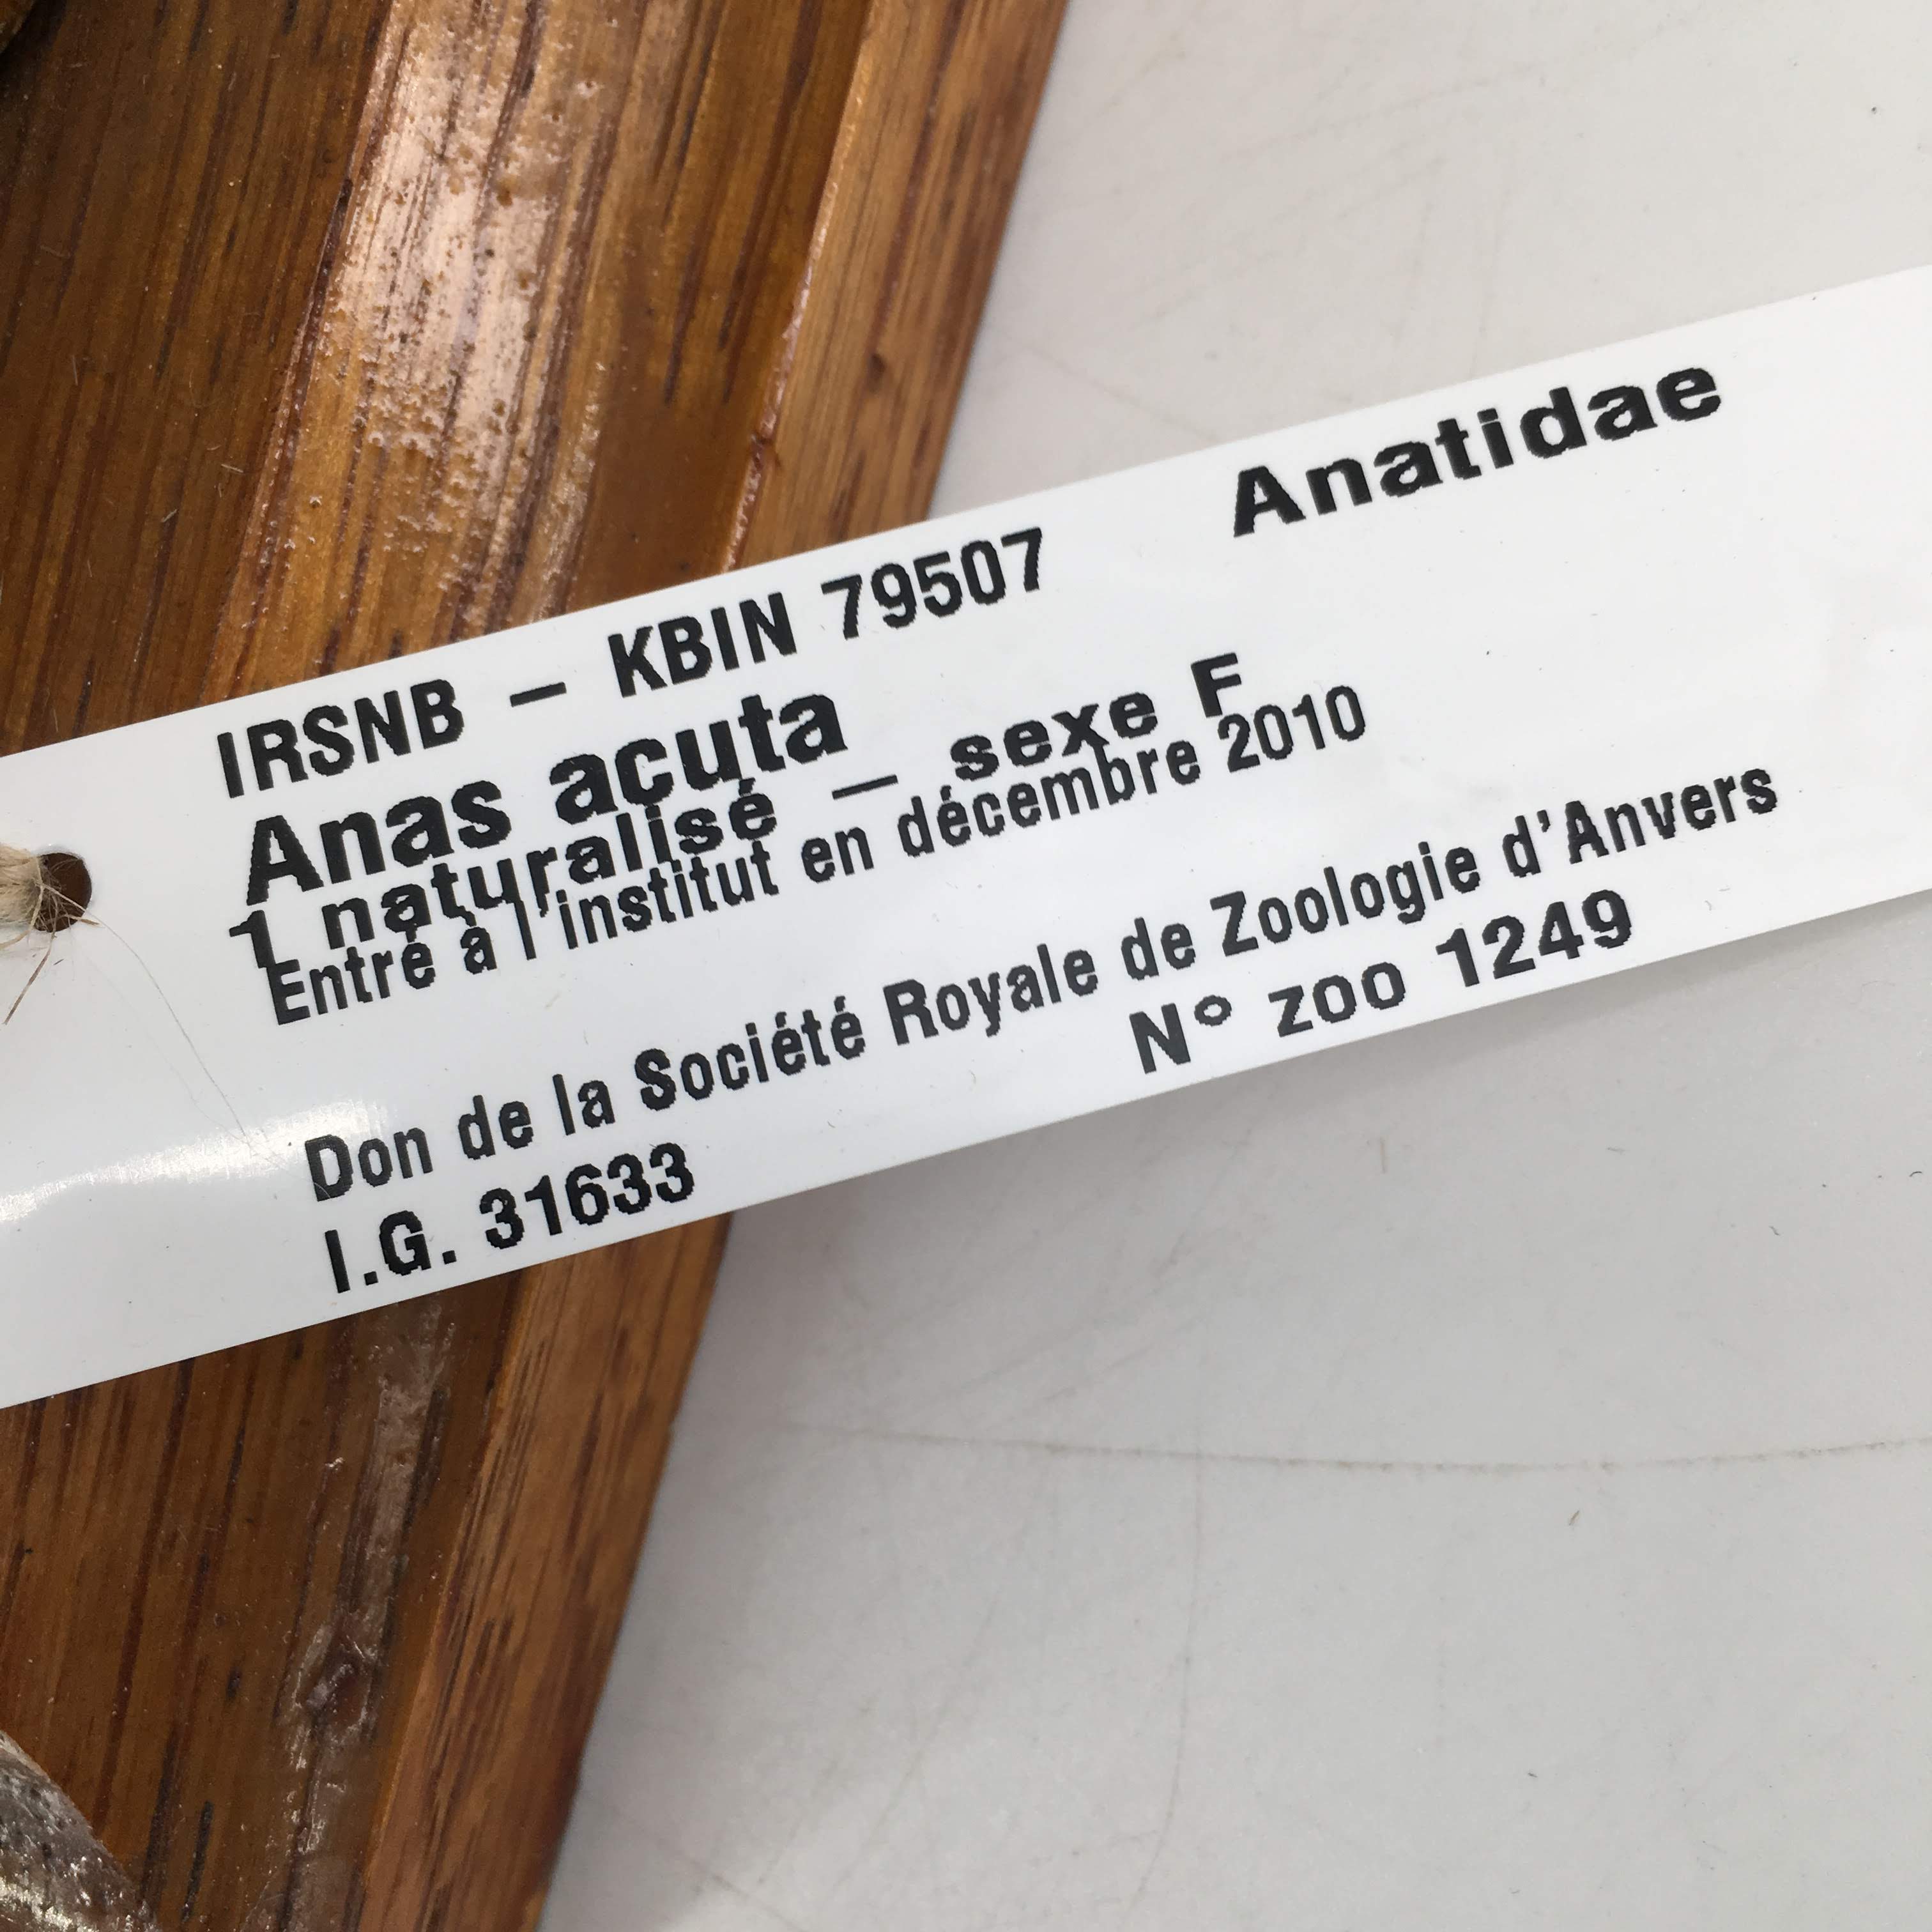 IRSNB – KBIN 79507 Anatidae
Anas acuta
1 naturalisé – sexe F
Entré à l'institut en décembre 2010
Don de la Société Royale de Zoologie d'Anvers
I.G. 31633 N° zoo 1249